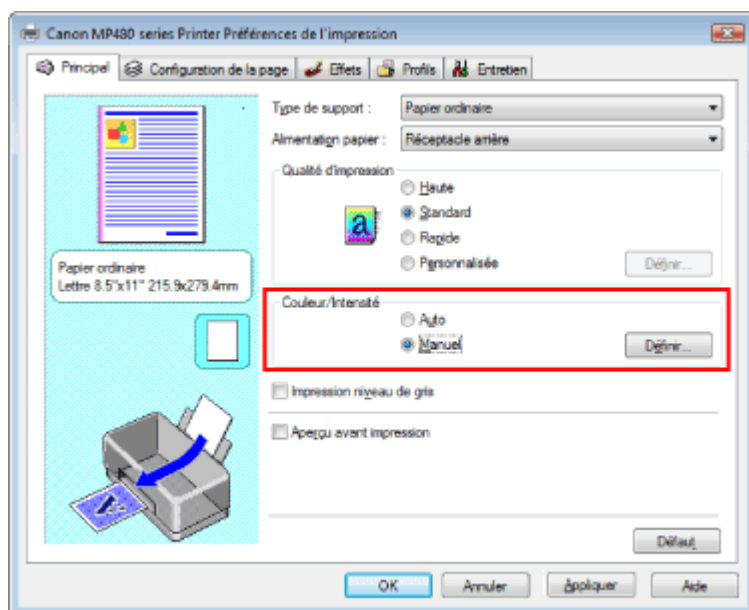 Canon MP480 series Printer Préférences de l'impression
Principal Configuration de la page Effets Profils Entretien
Type de support : Papier ordinaire
Alimentation papier : Réceptacle arrière
Qualité d'impression
Haute
a Standard
Rapide
Personnalisée Définir...
Papier ordinaire
Lettre 8.5"x11" 215.9x279.4mm
Couleur/Intensité
Auto
Manuel Définir...
Impression niveau de gris
Aperçu avant impression
Défaut
OK Annuler Appliquer Aide